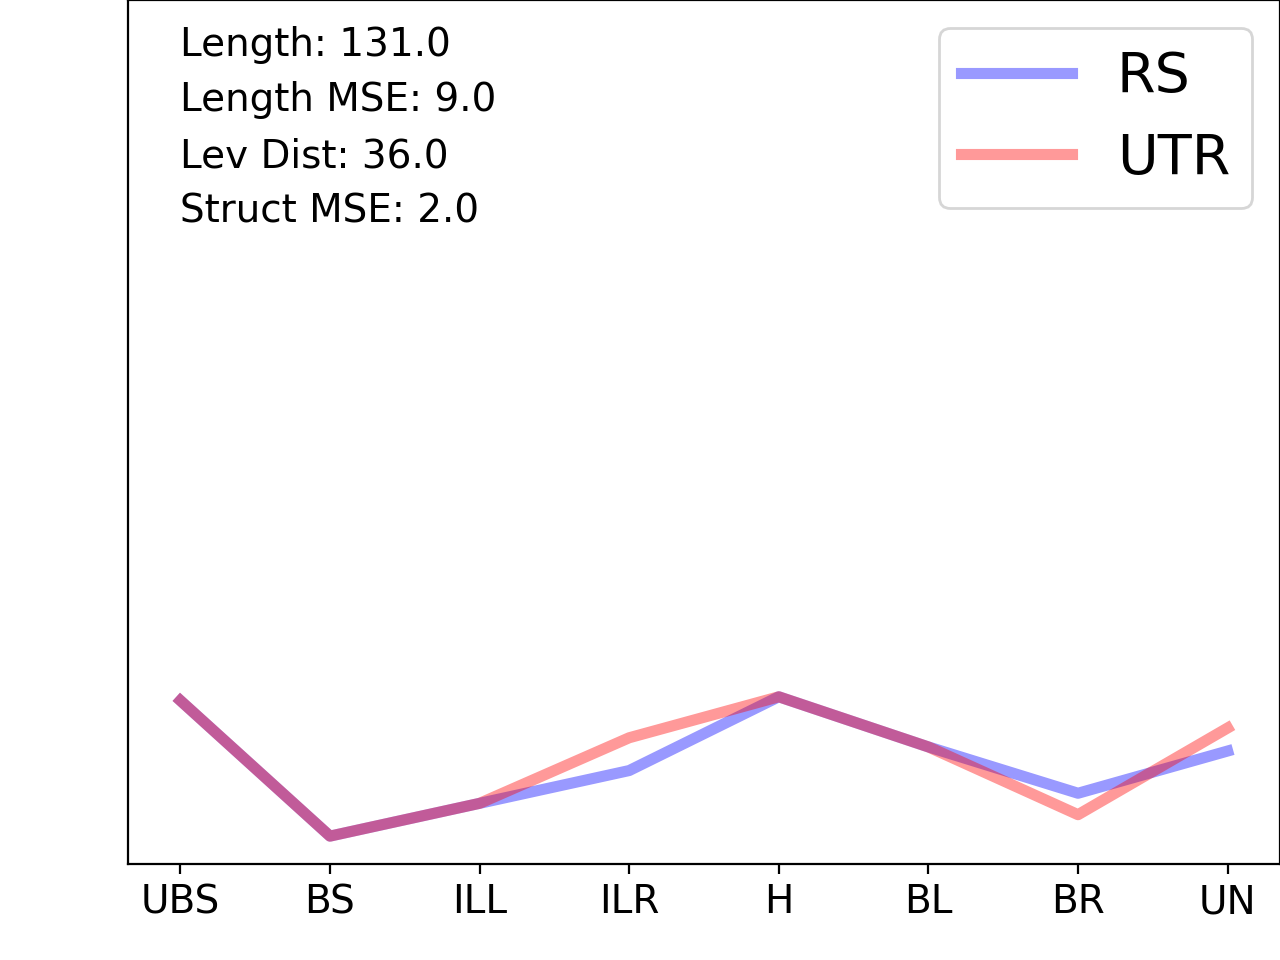 Length: 131.0
Length MSE: 9.0
Lev Dist: 36.0
Struct MSE: 2.0
RS
UTR
UBS BS ILL ILR H BL BR UN